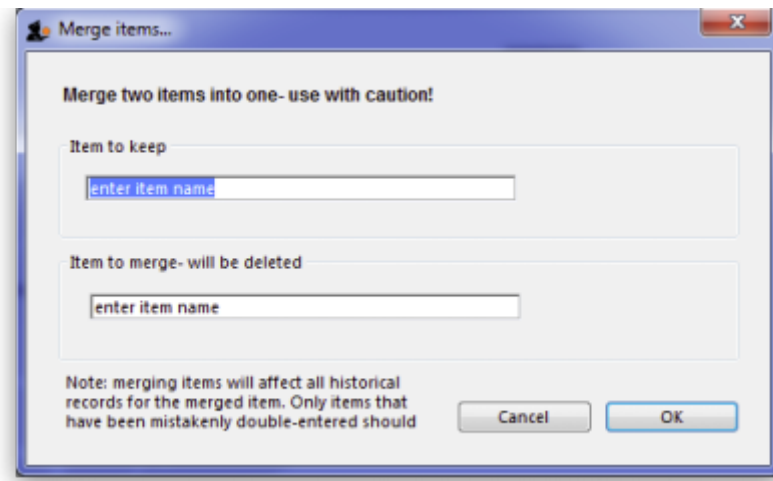 Merge items...
Merge two items into one- use with caution!
Item to keep
enter item name
Item to merge- will be deleted
enter item name
Note: merging items will affect all historical
records for the merged item. Only items that
have been mistakenly double-entered should
Cancel
OK